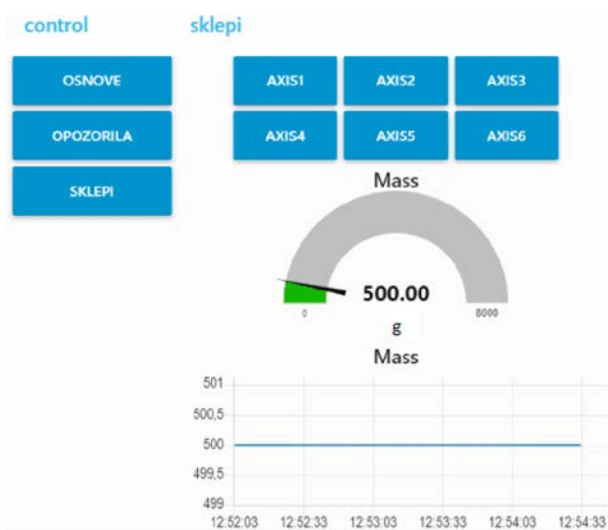 control sklepi
OSNOVE AXIS1 AXIS2 AXIS3
OPOZORILA AXIS4 AXIS5 AXIS6
SKLEPI
Mass
500.00
0 8000
g
Mass
501
500,5
500
499,5
499
12:52:03 12:52:33 12:53:03 12:53:33 12:54:03 12:54:33